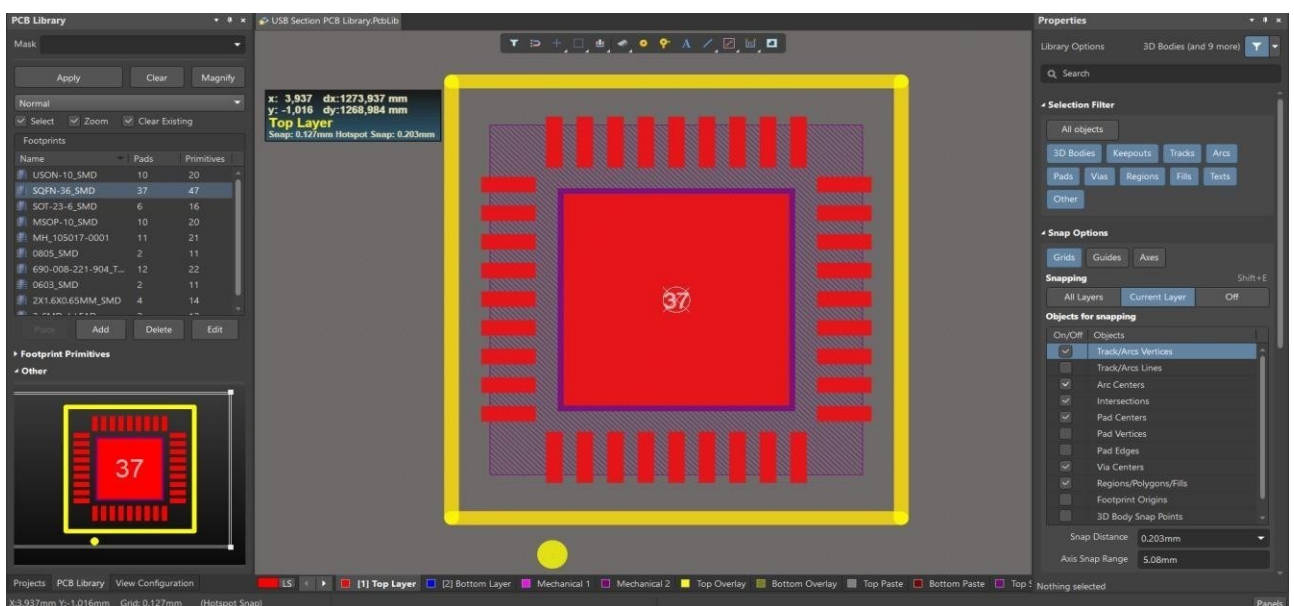 PCB Library
USB Section PCB Library.PcbLib
Properties
Mask
Library Options 3D Bodies (and 9 more)
Apply Clear Magnify
Search
Normal
Select Zoom Clear Existing
Footprints
Name Pads Primitives
USON-10_SMD 10 20
SQFN-36_SMD 37 47
SOT-23-6_SMD 6 16
MSOP-10_SMD 10 20
MH_105017-0001 11 21
0805_SMD 2 11
690-008-221-904_T... 12 22
0603_SMD 2 11
2X1.6X0.65MM_SMD 4 14
Place Add Delete Edit
Footprint Primitives
Other
37
Projects PCB Library View Configuration
X:3.937mm Y:-1.016mm Grid: 0.127mm (Hotspot Snap)
x: 3,937 dx:1273,937 mm
y: -1,016 dy:1268,984 mm
Top Layer
Snap: 0.127mm Hotspot Snap: 0.203mm
37
LS [1] Top Layer [2] Bottom Layer Mechanical 1 Mechanical 2 Top Overlay Bottom Overlay Top Paste Bottom Paste Top S
Selection Filter
All objects
3D Bodies Keepouts Tracks Arcs
Pads Vias Regions Fills Texts
Other
Snap Options
Grids Guides Axes
Snapping Shift+E
All Layers Current Layer Off
Objects for snapping
On/Off Objects
Track/Arcs Vertices
Track/Arcs Lines
Arc Centers
Intersections
Pad Centers
Pad Vertices
Pad Edges
Via Centers
Regions/Polygons/Fills
Footprint Origins
3D Body Snap Points
Snap Distance 0.203mm
Axis Snap Range 5.08mm
Nothing selected
Panels